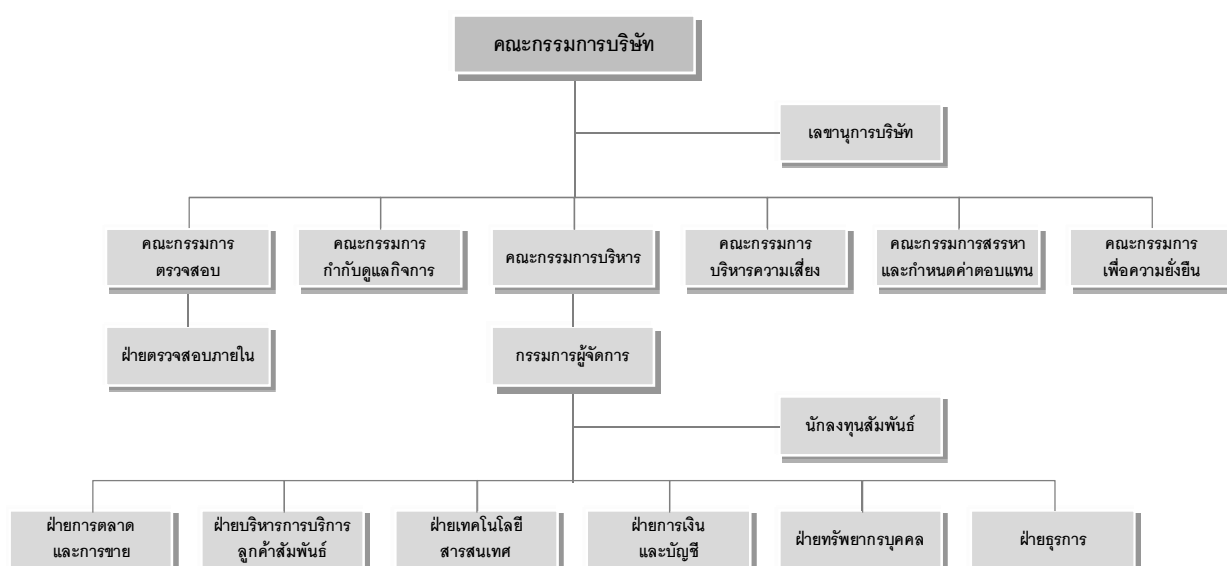 คณะกรรมการบริษัท
เลขานุการบริษัท
คณะกรรมการ
ตรวจสอบ
คณะกรรมการ
กำกับดูแลกิจการ
คณะกรรมการบริหาร
คณะกรรมการ
บริหารความเสี่ยง
คณะกรรมการสรรหา
และกำหนดค่าตอบแทน
คณะกรรมการ
เพื่อความยั่งยืน
ฝ่ายตรวจสอบภายใน
กรรมการผู้จัดการ
นักลงทุนสัมพันธ์
ฝ่ายการตลาด
และการขาย
ฝ่ายบริหารการบริการ
ลูกค้าสัมพันธ์
ฝ่ายเทคโนโลยี
สารสนเทศ
ฝ่ายการเงิน
และบัญชี
ฝ่ายทรัพยากรบุคคล
ฝ่ายธุรการ